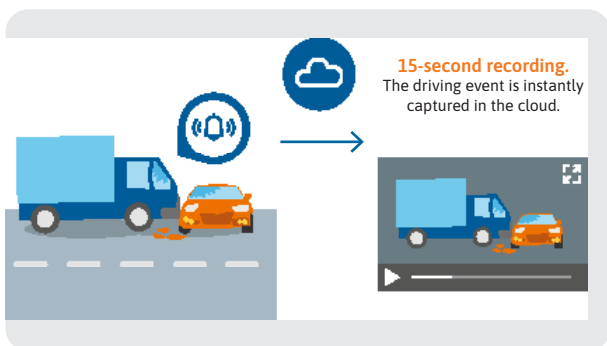 15-second recording.
The driving event is instantly
captured in the cloud.